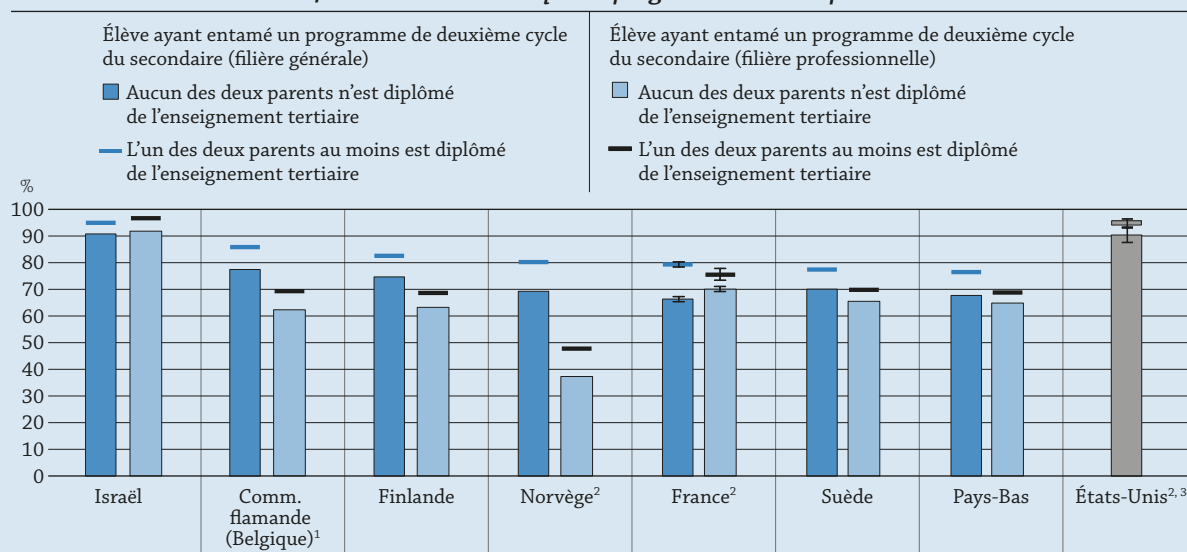 Élève ayant entamé un programme de deuxième cycle
du secondaire (filière générale)
Aucun des deux parents n'est diplômé
de l'enseignement tertiaire
L'un des deux parents au moins est diplômé
de l'enseignement tertiaire
Élève ayant entamé un programme de deuxième cycle
du secondaire (filière professionnelle)
Aucun des deux parents n'est diplômé
de l'enseignement tertiaire
L'un des deux parents au moins est diplômé
de l'enseignement tertiaire
%
100
90
80
70
60
50
40
30
20
10
0
Israël
Comm.
flamande
(Belgique)1
Finlande
Norvège2
France2
Suède
Pays-Bas
États-Unis2, 3